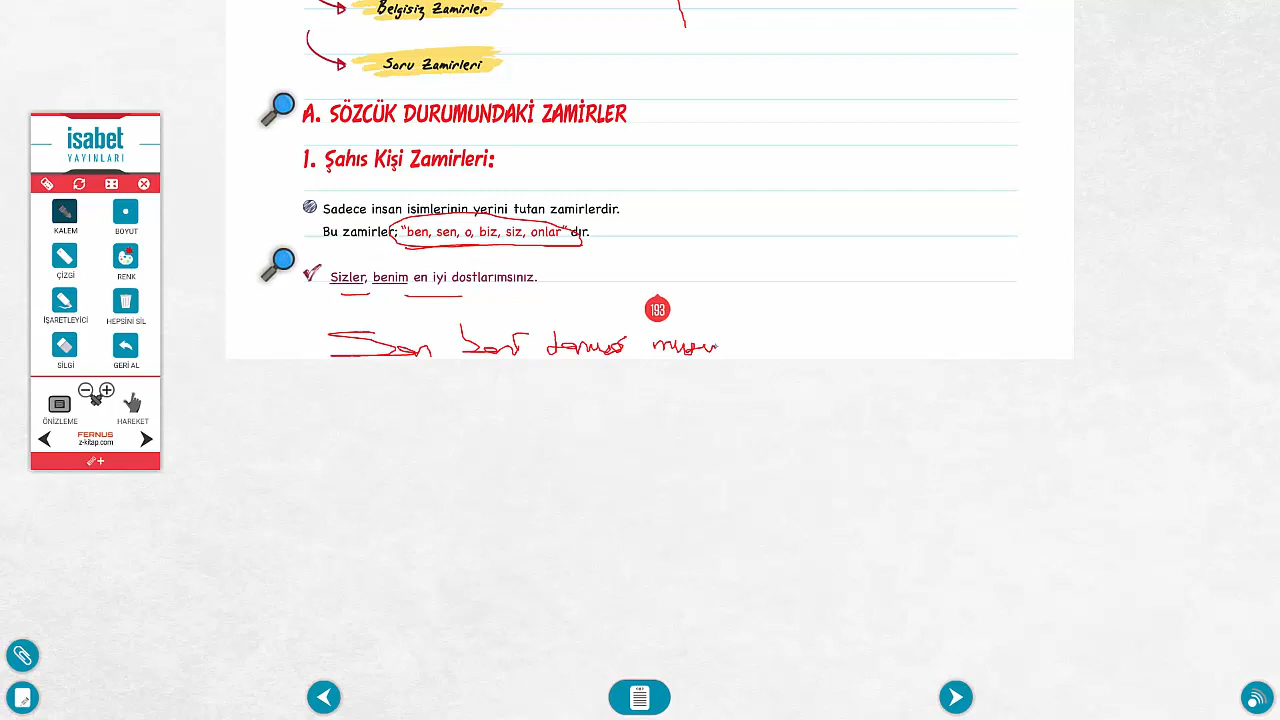 Belgisiz Zamirler
Soru Zamirleri
A. SÖZCÜK DURUMUNDAKİ ZAMİRLER
1. Şahıs Kişi Zamirleri:
Sadece insan isimlerinin yerini tutan zamirlerdir.
Bu zamirler; "ben, sen, o, biz, siz, onlar" dır.
Sizler, benim en iyi dostlarımsınız.
193
Sen beni
isabet
YAYINLARI
KALEM
BOYUT
ÇİZGİ
RENK
İŞARETLEYİCİ
HEPSİNİ SİL
SİLGİ
GERİ AL
ÖNİZLEME
HAREKET
FERNUS
z-kitap.com